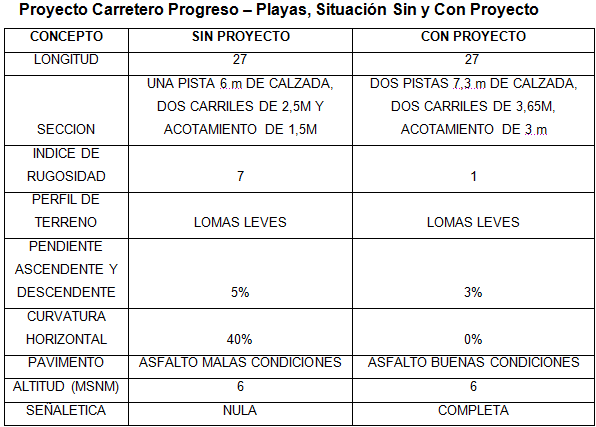 Proyecto Carretero Progreso – Playas, Situación Sin y Con Proyecto
CONCEPTO SIN PROYECTO CON PROYECTO
LONGITUD 27 27
SECCION UNA PISTA 6 m DE CALZADA, DOS CARRILES DE 2,5M Y ACOTAMIENTO DE 1,5M DOS PISTAS 7,3 m DE CALZADA, DOS CARRILES DE 3,65M, ACOTAMIENTO DE 3 m
INDICE DE RUGOSIDAD 7 1
PERFIL DE TERRENO LOMAS LEVES LOMAS LEVES
PENDIENTE ASCENDENTE Y DESCENDENTE 5% 3%
CURVATURA HORIZONTAL 40% 0%
PAVIMENTO ASFALTO MALAS CONDICIONES ASFALTO BUENAS CONDICIONES
ALTITUD (MSNM) 6 6
SEÑALETICA NULA COMPLETA